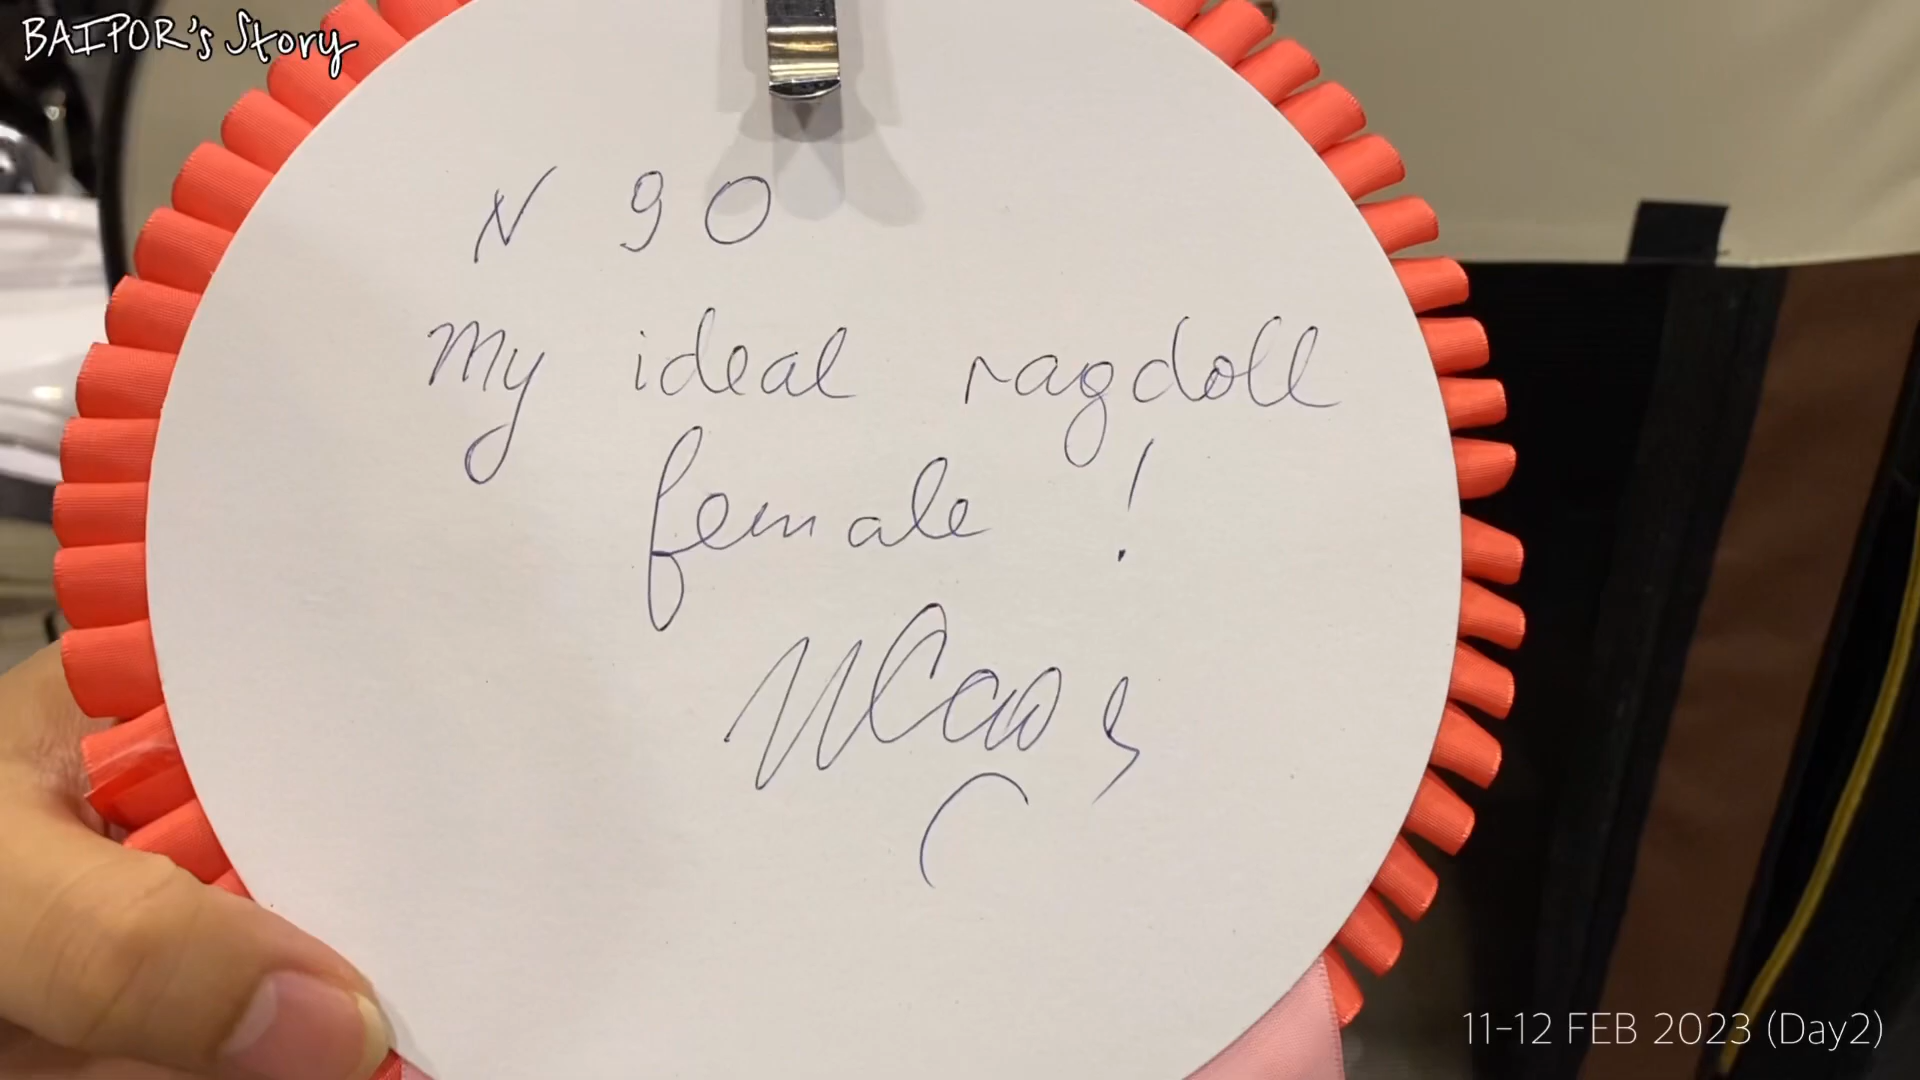 BAIPOR's Story
N 90
My ideal ragdoll
female !
11-12 FEB 2023 (Day2)